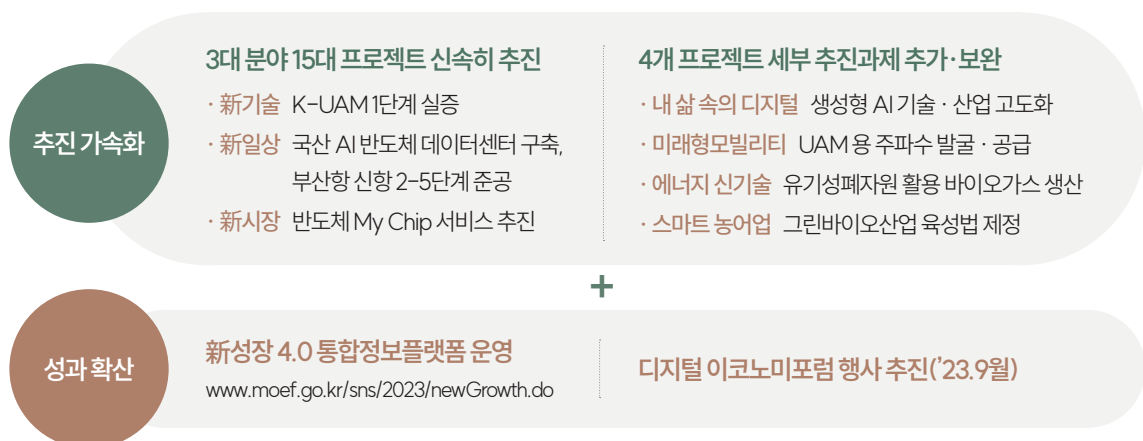 추진 가속화
3대 분야 15대 프로젝트 신속히 추진
· 新기술 K-UAM 1단계 실증
· 新일상 국산 AI 반도체 데이터센터 구축,
부산항 신항 2-5단계 준공
· 新시장 반도체 My Chip 서비스 추진
4개 프로젝트 세부 추진과제 추가·보완
· 내 삶 속의 디지털 생성형 AI 기술 · 산업 고도화
· 미래형모빌리티 UAM 용 주파수 발굴 · 공급
· 에너지 신기술 유기성폐자원 활용 바이오가스 생산
· 스마트 농어업 그린바이오산업 육성법 제정
+
성과 확산
新성장 4.0 통합정보플랫폼 운영
www.moef.go.kr/sns/2023/newGrowth.do
디지털 이코노미포럼 행사 추진(’23.9월)